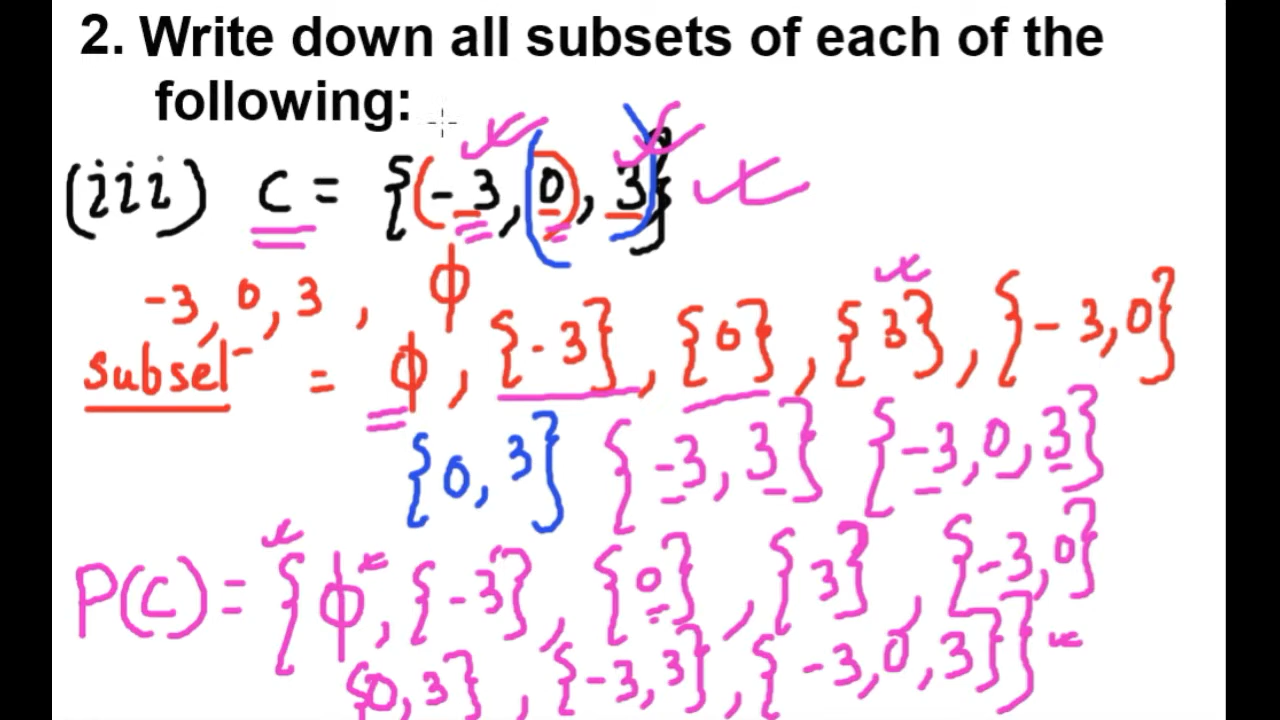 2. Write down all subsets of each of the
following:
(iii) C = {-3, 0, 3}
-3, 0, 3, ϕ
subset = ϕ, {-3}, {0}, {3}, {-3, 0}
{0, 3} {-3, 3} {-3, 0, 3}
P(C) = {ϕ, {-3}, {0}, {3}, {-3, 0}
{0, 3}, {-3, 3}, {-3, 0, 3}}